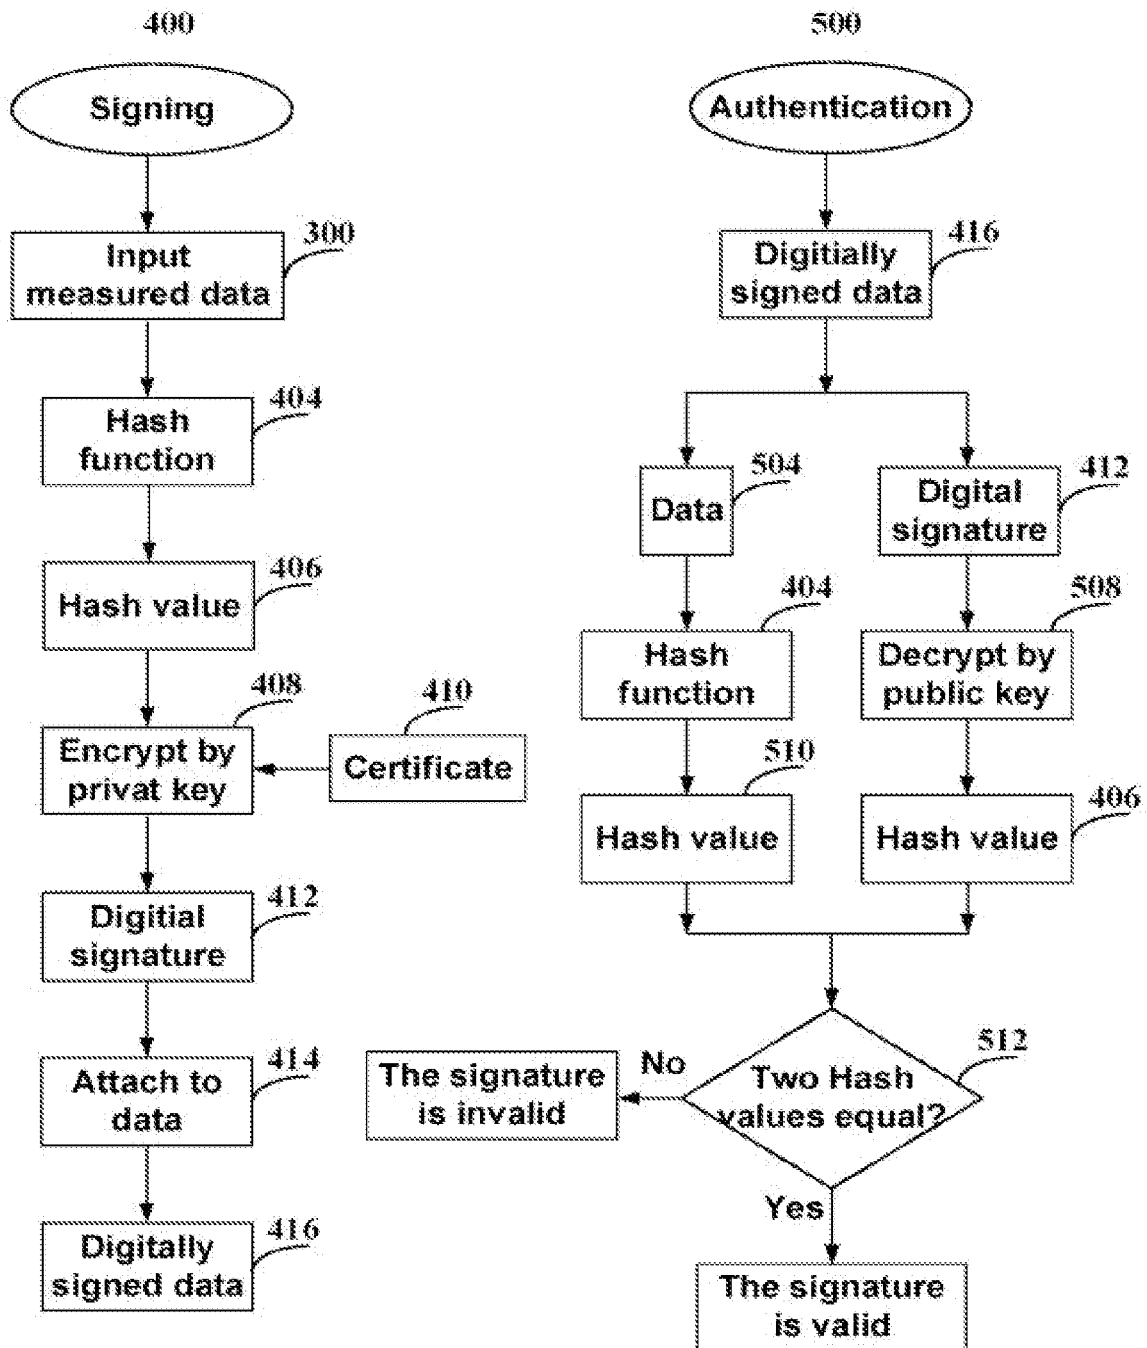 400
Signing
300
Input
measured data
404
Hash
function
406
Hash value
408
Encrypt by
privat key
410
Certificate
412
Digitial
signature
414
Attach to
data
416
Digitally
signed data
500
Authentication
416
Digitially
signed data
504
Data
412
Digital
signature
404
Hash
function
508
Decrypt by
public key
510
Hash value
406
Hash value
512
Two Hash
values equal?
No
The signature
is invalid
Yes
The signature
is valid